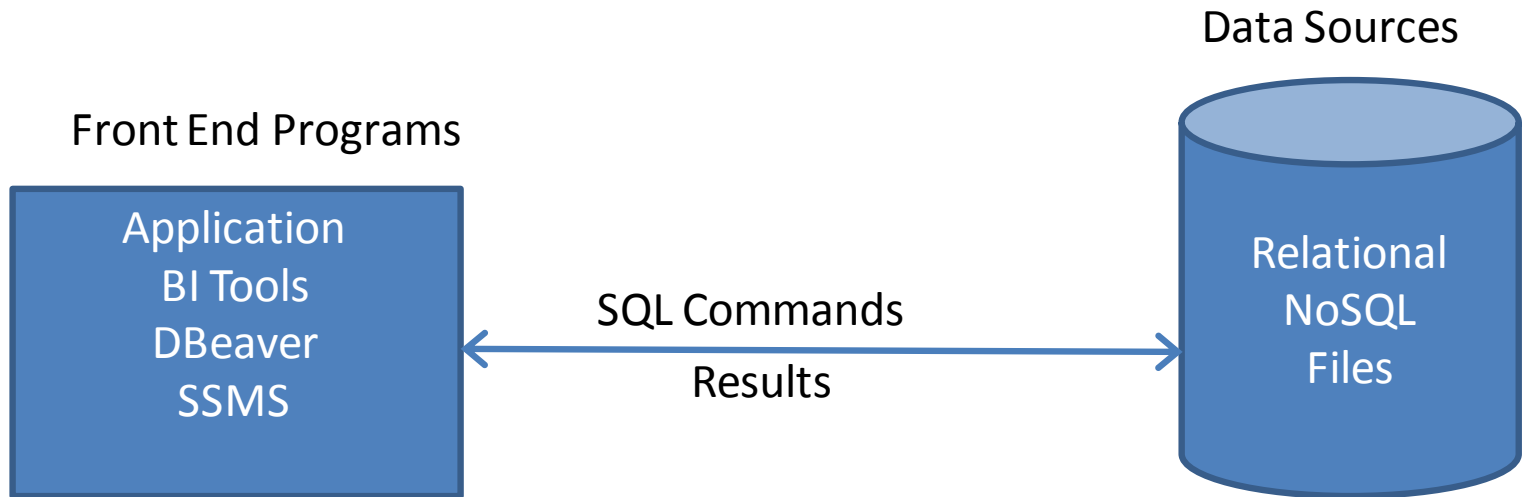 Data Sources
Front End Programs
Application
BI Tools
DBeaver
SSMS
SQL Commands
Results
Relational
NoSQL
Files